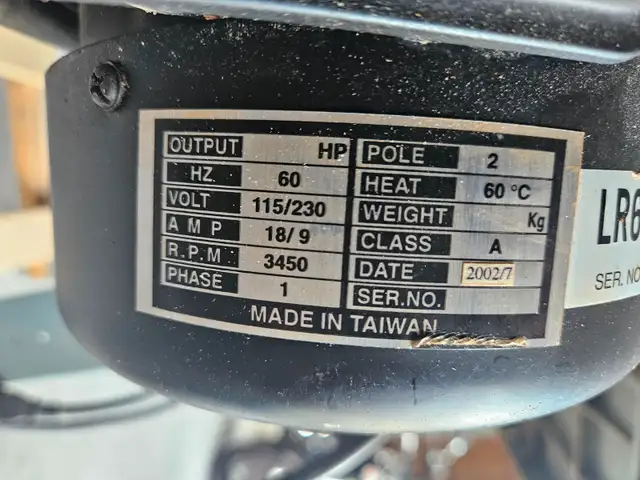 OUTPUT HP POLE 2
HZ. 60 HEAT 60 °C
VOLT 115/230 WEIGHT Kg
AMP 18/9 CLASS A
R.P.M. 3450 DATE 2002/7
PHASE 1 SER.NO.
MADE IN TAIWAN
LR6
SER. NO